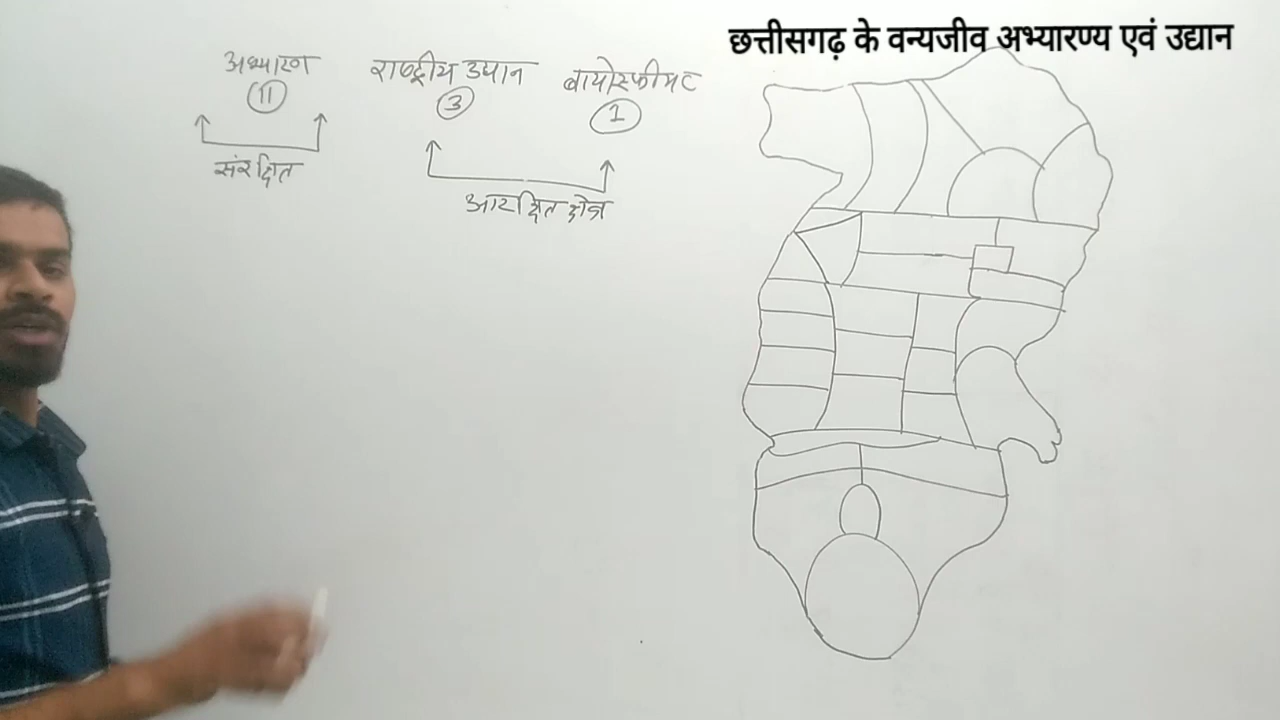 छत्तीसगढ़ के वन्यजीव अभ्यारण्य एवं उद्यान
अभ्यारण राष्ट्रीय उद्यान बायोस्फीयर
11 3 1
संरक्षित
आरक्षित क्षेत्र